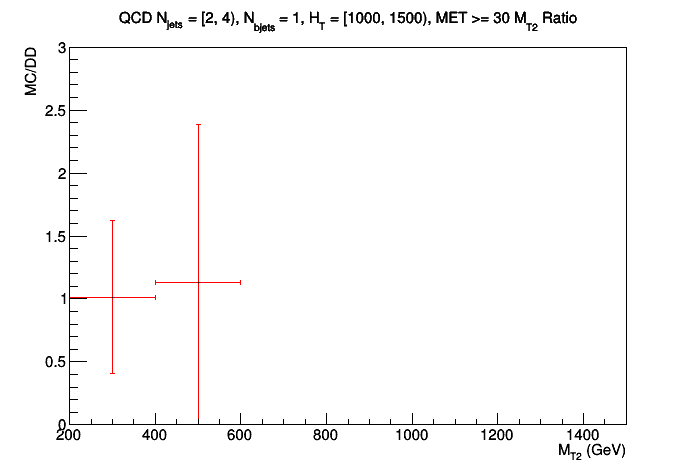 QCD N_jets = [2, 4), N_bjets = 1, H_T = [1000, 1500), MET >= 30 M_T2 Ratio
MC/DD
3
2.5
2
1.5
1
0.5
0
200 400 600 800 1000 1200 1400
M_T2 (GeV)